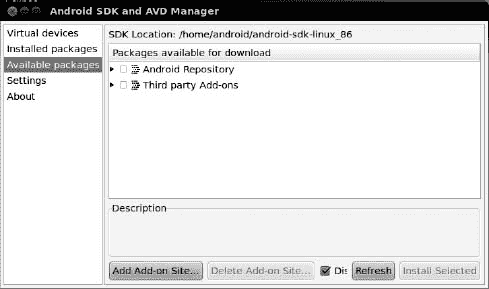 Android SDK and AVD Manager
Virtual devices
Installed packages
Available packages
Settings
About
SDK Location: /home/android/android-sdk-linux_86
Packages available for download
Android Repository
Third party Add-ons
Description
Add Add-on Site...
Delete Add-on Site...
Dis
Refresh
Install Selected